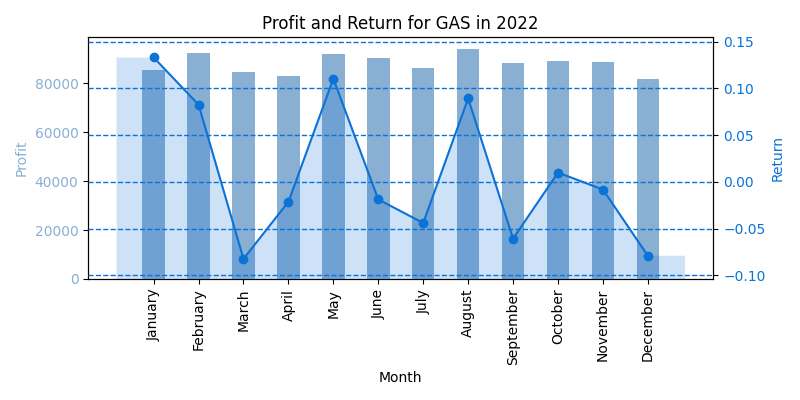 Profit and Return for GAS in 2022
Profit
80000
60000
40000
20000
0
0.15
0.10
0.05
0.00
−0.05
−0.10
Return
January
February
March
April
May
June
July
August
September
October
November
December
Month